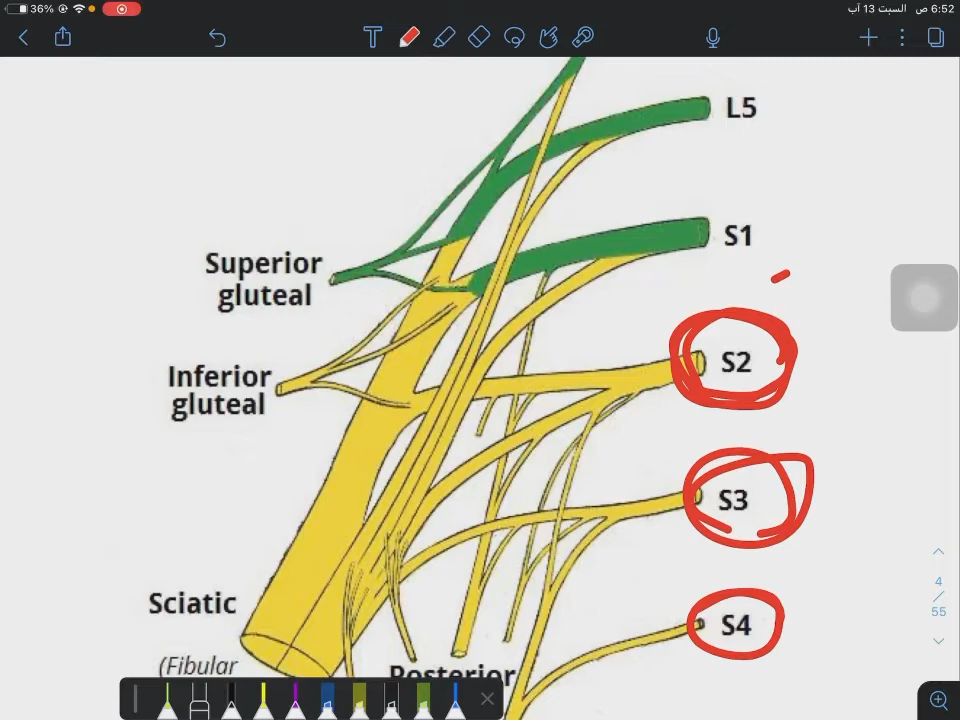 36%
السبت 13 آب
6:52 ص
L5
S1
Superior
gluteal
S2
Inferior
gluteal
S3
4
/
55
Sciatic
S4
(Fibular
Posterior